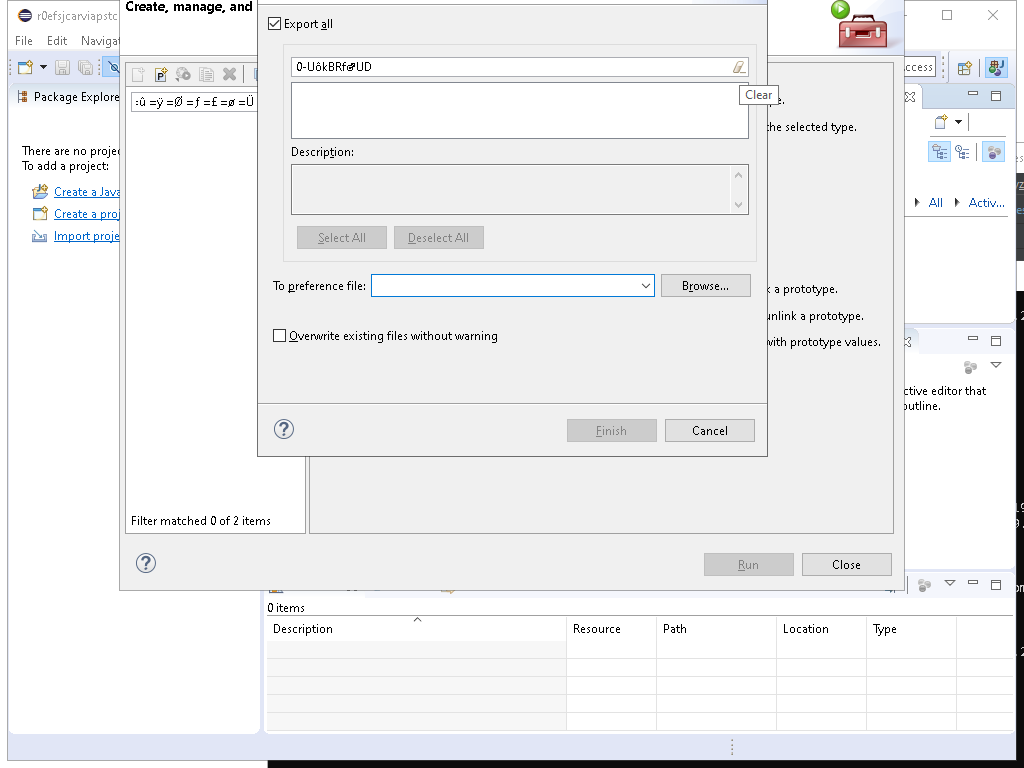 r0efsjcarviapstc
Create, manage, and
File Edit Navigat
Export all
0-UôkBRf
Clear
ccess
Package Explore
:û =ÿ =Ø =ƒ =£ =ø =Ü
the selected type.
Description:
There are no projec
To add a project:
Create a Java
Create a proj
Import proje
All Activ...
Select All Deselect All
To preference file: Browse...
a prototype.
unlink a prototype.
Overwrite existing files without warning
with prototype values.
ctive editor that
outline.
Finish Cancel
Filter matched 0 of 2 items
Run Close
0 items
Description Resource Path Location Type